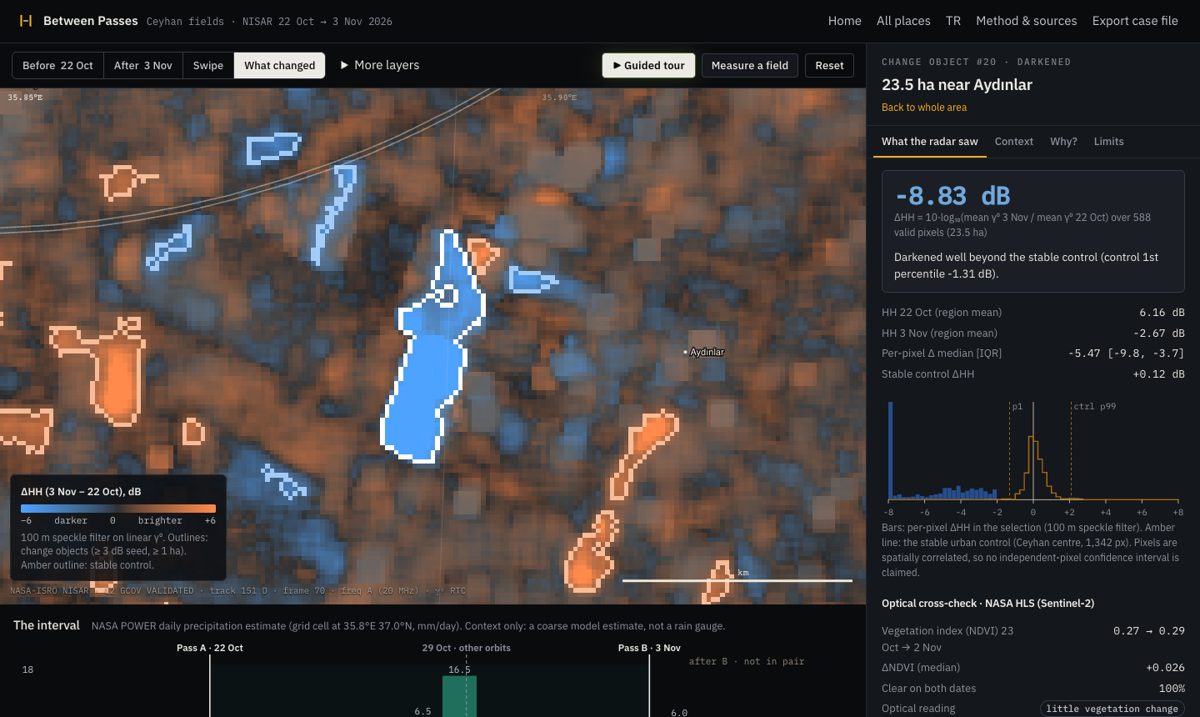 Between Passes Ceyhan fields · NISAR 22 Oct → 3 Nov 2026
Home All places TR Method & sources Export case file
Before 22 Oct After 3 Nov Swipe What changed ▶ More layers ▶ Guided tour Measure a field Reset
35.85°E 35.90°E
Aydınlar
ΔHH (3 Nov – 22 Oct), dB
−6 darker 0 brighter +6
100 m speckle filter on linear γ⁰. Outlines:
change objects (≥ 3 dB seed, ≥ 1 ha).
Amber outline: stable control.
km
NASA-ISRO NISAR GCOV VALIDATED · track 151 D · frame 70 · freq A (20 MHz) · RTC
The interval NASA POWER daily precipitation estimate (grid cell at 35.8°E 37.0°N, mm/day). Context only: a coarse model estimate, not a rain gauge.
Pass A · 22 Oct 29 Oct · other orbits Pass B · 3 Nov
after B · not in pair
18 16.5
6.5 6.0
CHANGE OBJECT #20 · DARKENED
23.5 ha near Aydınlar
Back to whole area
What the radar saw Context Why? Limits
-8.83 dB
ΔHH = 10·log₁₀(mean γ⁰ 3 Nov / mean γ⁰ 22 Oct) over 588
valid pixels (23.5 ha)
Darkened well beyond the stable control (control 1st
percentile -1.31 dB).
HH 22 Oct (region mean) 6.16 dB
HH 3 Nov (region mean) -2.67 dB
Per-pixel Δ median [IQR] -5.47 [-9.8, -3.7]
Stable control ΔHH +0.12 dB
p1 ctrl p99
-8 -6 -4 -2 0 +2 +4 +6 +8
Bars: per-pixel ΔHH in the selection (100 m speckle filter). Amber
line: the stable urban control (Ceyhan centre, 1,342 px). Pixels are
spatially correlated, so no independent-pixel confidence interval is
claimed.
Optical cross-check · NASA HLS (Sentinel-2)
Vegetation index (NDVI) 23 0.27 → 0.29
Oct → 2 Nov
ΔNDVI (median) +0.026
Clear on both dates 100%
Optical reading little vegetation change